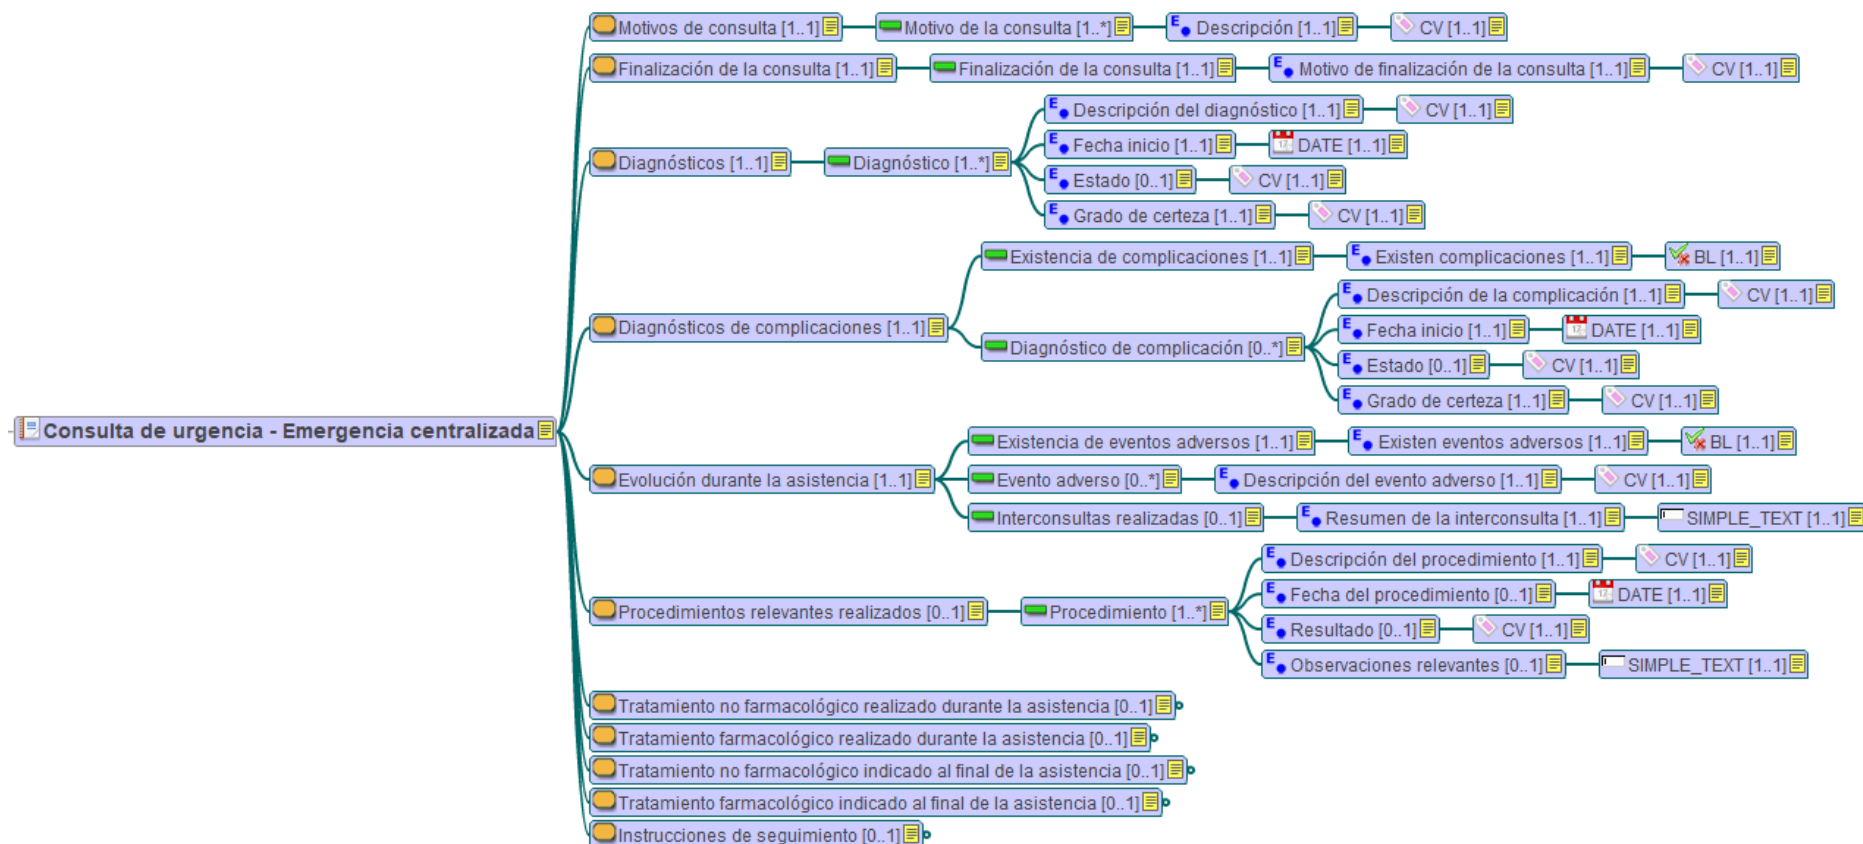 Motivos de consulta [1..1] Motivo de la consulta [1..*] E Descripción [1..1] CV [1..1]
Finalización de la consulta [1..1] Finalización de la consulta [1..1] E Motivo de finalización de la consulta [1..1] CV [1..1]
E Descripción del diagnóstico [1..1] CV [1..1]
E Fecha inicio [1..1] DATE [1..1]
Diagnósticos [1..1] Diagnóstico [1..*]
E Estado [0..1] CV [1..1]
E Grado de certeza [1..1] CV [1..1]
Existencia de complicaciones [1..1] E Existen complicaciones [1..1] BL [1..1]
E Descripción de la complicación [1..1] CV [1..1]
Diagnósticos de complicaciones [1..1] E Fecha inicio [1..1] DATE [1..1]
Diagnóstico de complicación [0..*]
E Estado [0..1] CV [1..1]
E Grado de certeza [1..1] CV [1..1]
Consulta de urgencia - Emergencia centralizada
Existencia de eventos adversos [1..1] E Existen eventos adversos [1..1] BL [1..1]
Evolución durante la asistencia [1..1] Evento adverso [0..*] E Descripción del evento adverso [1..1] CV [1..1]
Interconsultas realizadas [0..1] E Resumen de la interconsulta [1..1] SIMPLE_TEXT [1..1]
E Descripción del procedimiento [1..1] CV [1..1]
E Fecha del procedimiento [0..1] DATE [1..1]
Procedimientos relevantes realizados [0..1] Procedimiento [1..*]
E Resultado [0..1] CV [1..1]
E Observaciones relevantes [0..1] SIMPLE_TEXT [1..1]
Tratamiento no farmacológico realizado durante la asistencia [0..1]
Tratamiento farmacológico realizado durante la asistencia [0..1]
Tratamiento no farmacológico indicado al final de la asistencia [0..1]
Tratamiento farmacológico indicado al final de la asistencia [0..1]
Instrucciones de seguimiento [0..1]